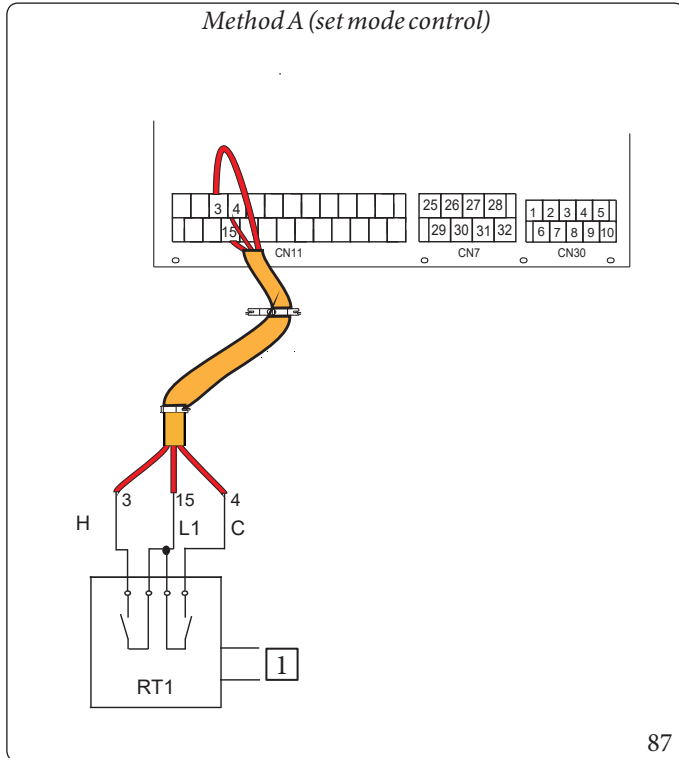 Method A (set mode control)
3 4 25 26 27 28 1 2 3 4 5
15 29 30 31 32 6 7 8 9 10
CN11 CN7 CN30
3 15 4
H L1 C
1
RT1
87